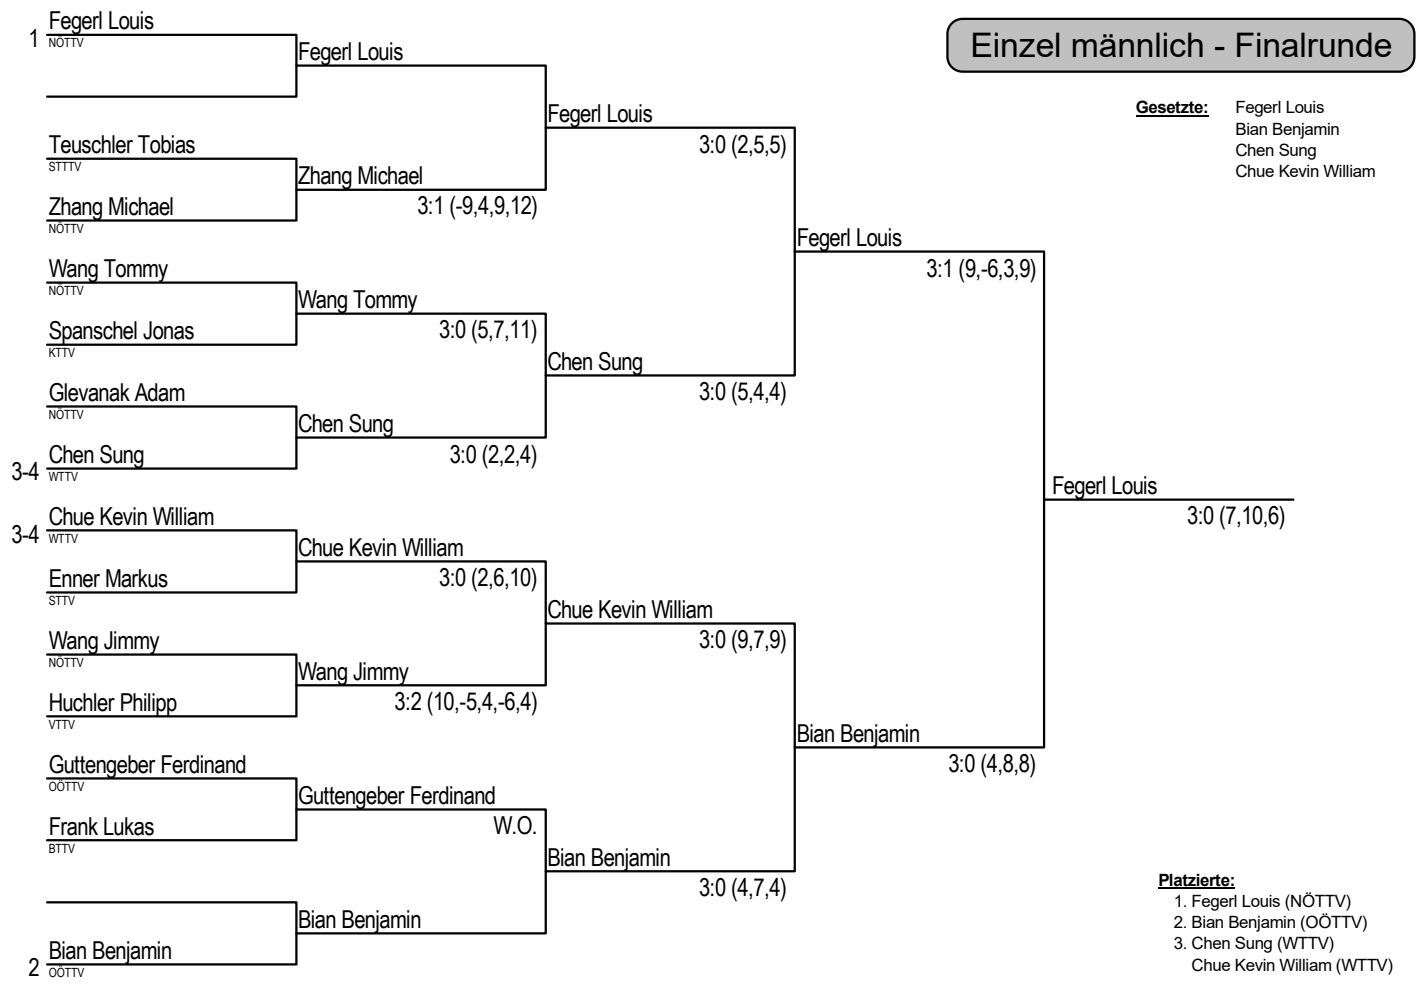 Einzel männlich - Finalrunde
Gesetzte: Fegerl Louis
Bian Benjamin
Chen Sung
Chue Kevin William
1 Fegerl Louis
NÖTTV
Teuschler Tobias
STTTV
Zhang Michael
NÖTTV
Wang Tommy
NÖTTV
Spanschel Jonas
KTTV
Glevanak Adam
NÖTTV
3-4 Chen Sung
WTTV
3-4 Chue Kevin William
WTTV
Enner Markus
STTV
Wang Jimmy
NÖTTV
Huchler Philipp
VTTV
Guttengeber Ferdinand
OÖTTV
Frank Lukas
BTTV
2 Bian Benjamin
OÖTTV
Fegerl Louis
Zhang Michael
3:1 (-9,4,9,12)
Wang Tommy
3:0 (5,7,11)
Chen Sung
3:0 (2,2,4)
Chue Kevin William
3:0 (2,6,10)
Wang Jimmy
3:2 (10,-5,4,-6,4)
Guttengeber Ferdinand
W.O.
Bian Benjamin
Fegerl Louis
3:0 (2,5,5)
Chen Sung
3:0 (5,4,4)
Chue Kevin William
3:0 (9,7,9)
Bian Benjamin
3:0 (4,7,4)
Fegerl Louis
3:1 (9,-6,3,9)
Bian Benjamin
3:0 (4,8,8)
Fegerl Louis
3:0 (7,10,6)
Platzierte:
1. Fegerl Louis (NÖTTV)
2. Bian Benjamin (OÖTTV)
3. Chen Sung (WTTV)
Chue Kevin William (WTTV)